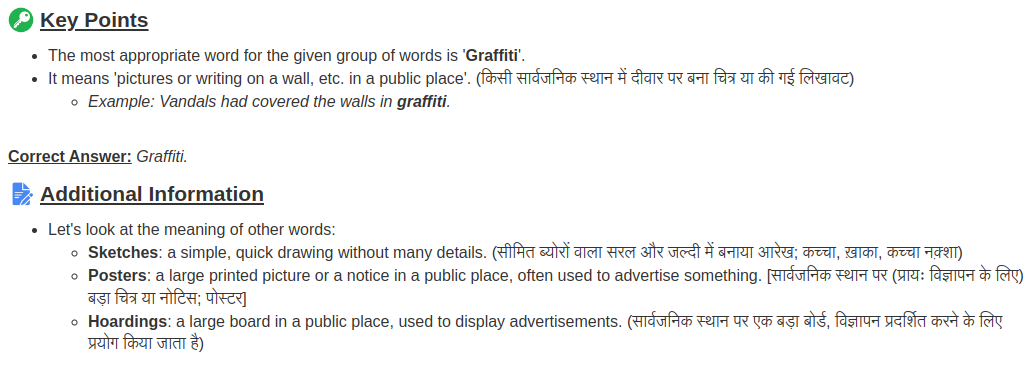 Key Points
The most appropriate word for the given group of words is 'Graffiti'.
It means 'pictures or writing on a wall, etc. in a public place'. (किसी सार्वजनिक स्थान में दीवार पर बना चित्र या की गई लिखावट)
Example: Vandals had covered the walls in graffiti.
Correct Answer: Graffiti.
Additional Information
Let's look at the meaning of other words:
Sketches: a simple, quick drawing without many details. (सीमित ब्योरों वाला सरल और जल्दी में बनाया आरेख; कच्चा, ख़ाका, कच्चा नक़्शा)
Posters: a large printed picture or a notice in a public place, often used to advertise something. [सार्वजनिक स्थान पर (प्रायः विज्ञापन के लिए)
बड़ा चित्र या नोटिस; पोस्टर]
Hoardings: a large board in a public place, used to display advertisements. (सार्वजनिक स्थान पर एक बड़ा बोर्ड, विज्ञापन प्रदर्शित करने के लिए
प्रयोग किया जाता है)